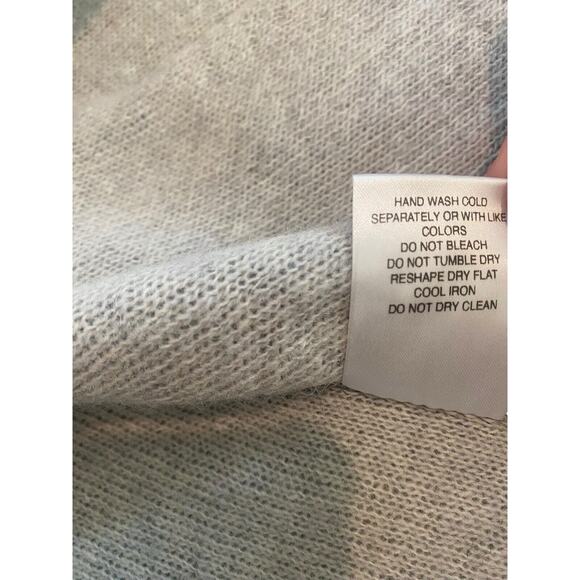 HAND WASH COLD
SEPARATELY OR WITH LIKE
COLORS
DO NOT BLEACH
DO NOT TUMBLE DRY
RESHAPE DRY FLAT
COOL IRON
DO NOT DRY CLEAN